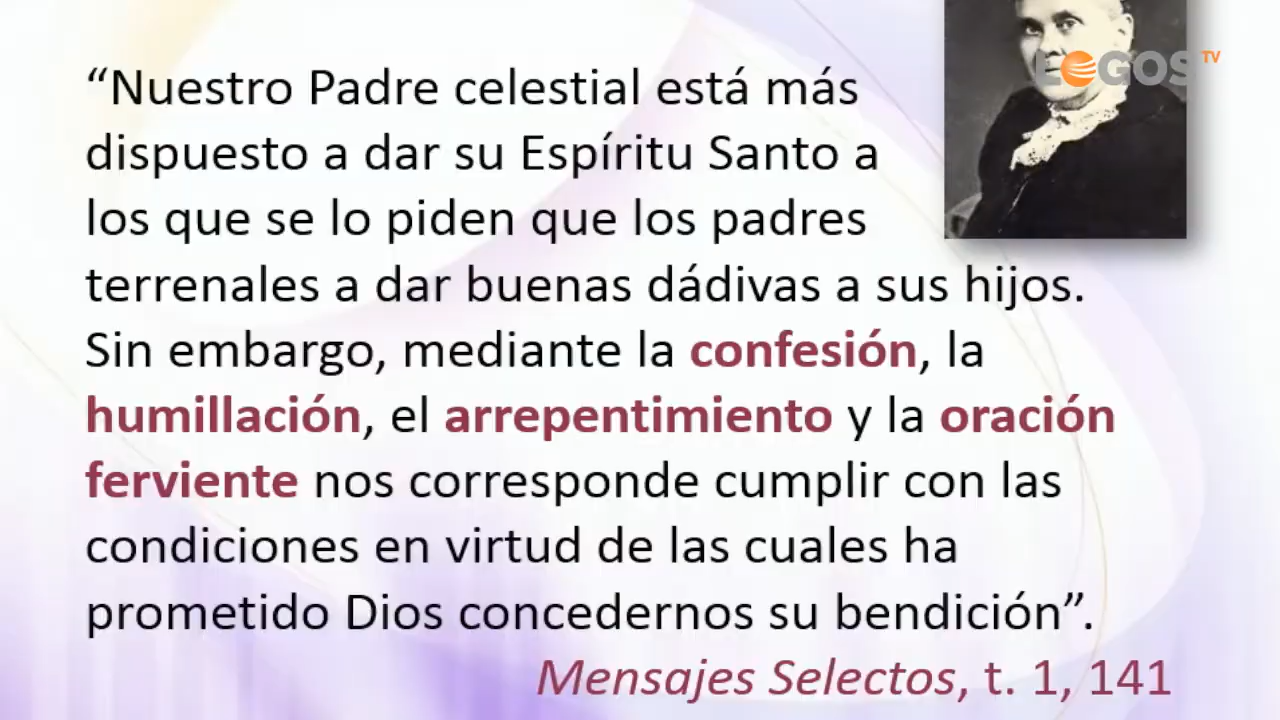 LOGOS TV
“Nuestro Padre celestial está más
dispuesto a dar su Espíritu Santo a
los que se lo piden que los padres
terrenales a dar buenas dádivas a sus hijos.
Sin embargo, mediante la confesión, la
humillación, el arrepentimiento y la oración
ferviente nos corresponde cumplir con las
condiciones en virtud de las cuales ha
prometido Dios concedernos su bendición”.
Mensajes Selectos, t. 1, 141